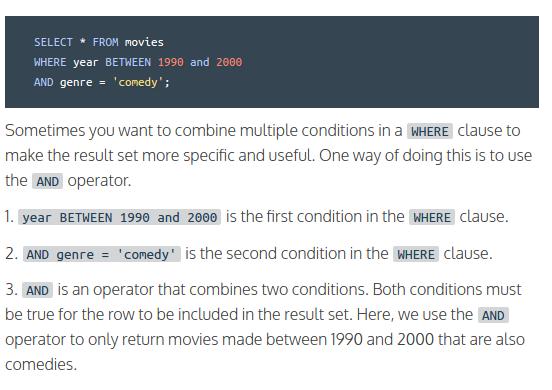 SELECT * FROM movies
WHERE year BETWEEN 1990 and 2000
AND genre = 'comedy';
Sometimes you want to combine multiple conditions in a WHERE clause to
make the result set more specific and useful. One way of doing this is to use
the AND operator.
1. year BETWEEN 1990 and 2000 is the first condition in the WHERE clause.
2. AND genre = 'comedy' is the second condition in the WHERE clause.
3. AND is an operator that combines two conditions. Both conditions must
be true for the row to be included in the result set. Here, we use the AND
operator to only return movies made between 1990 and 2000 that are also
comedies.